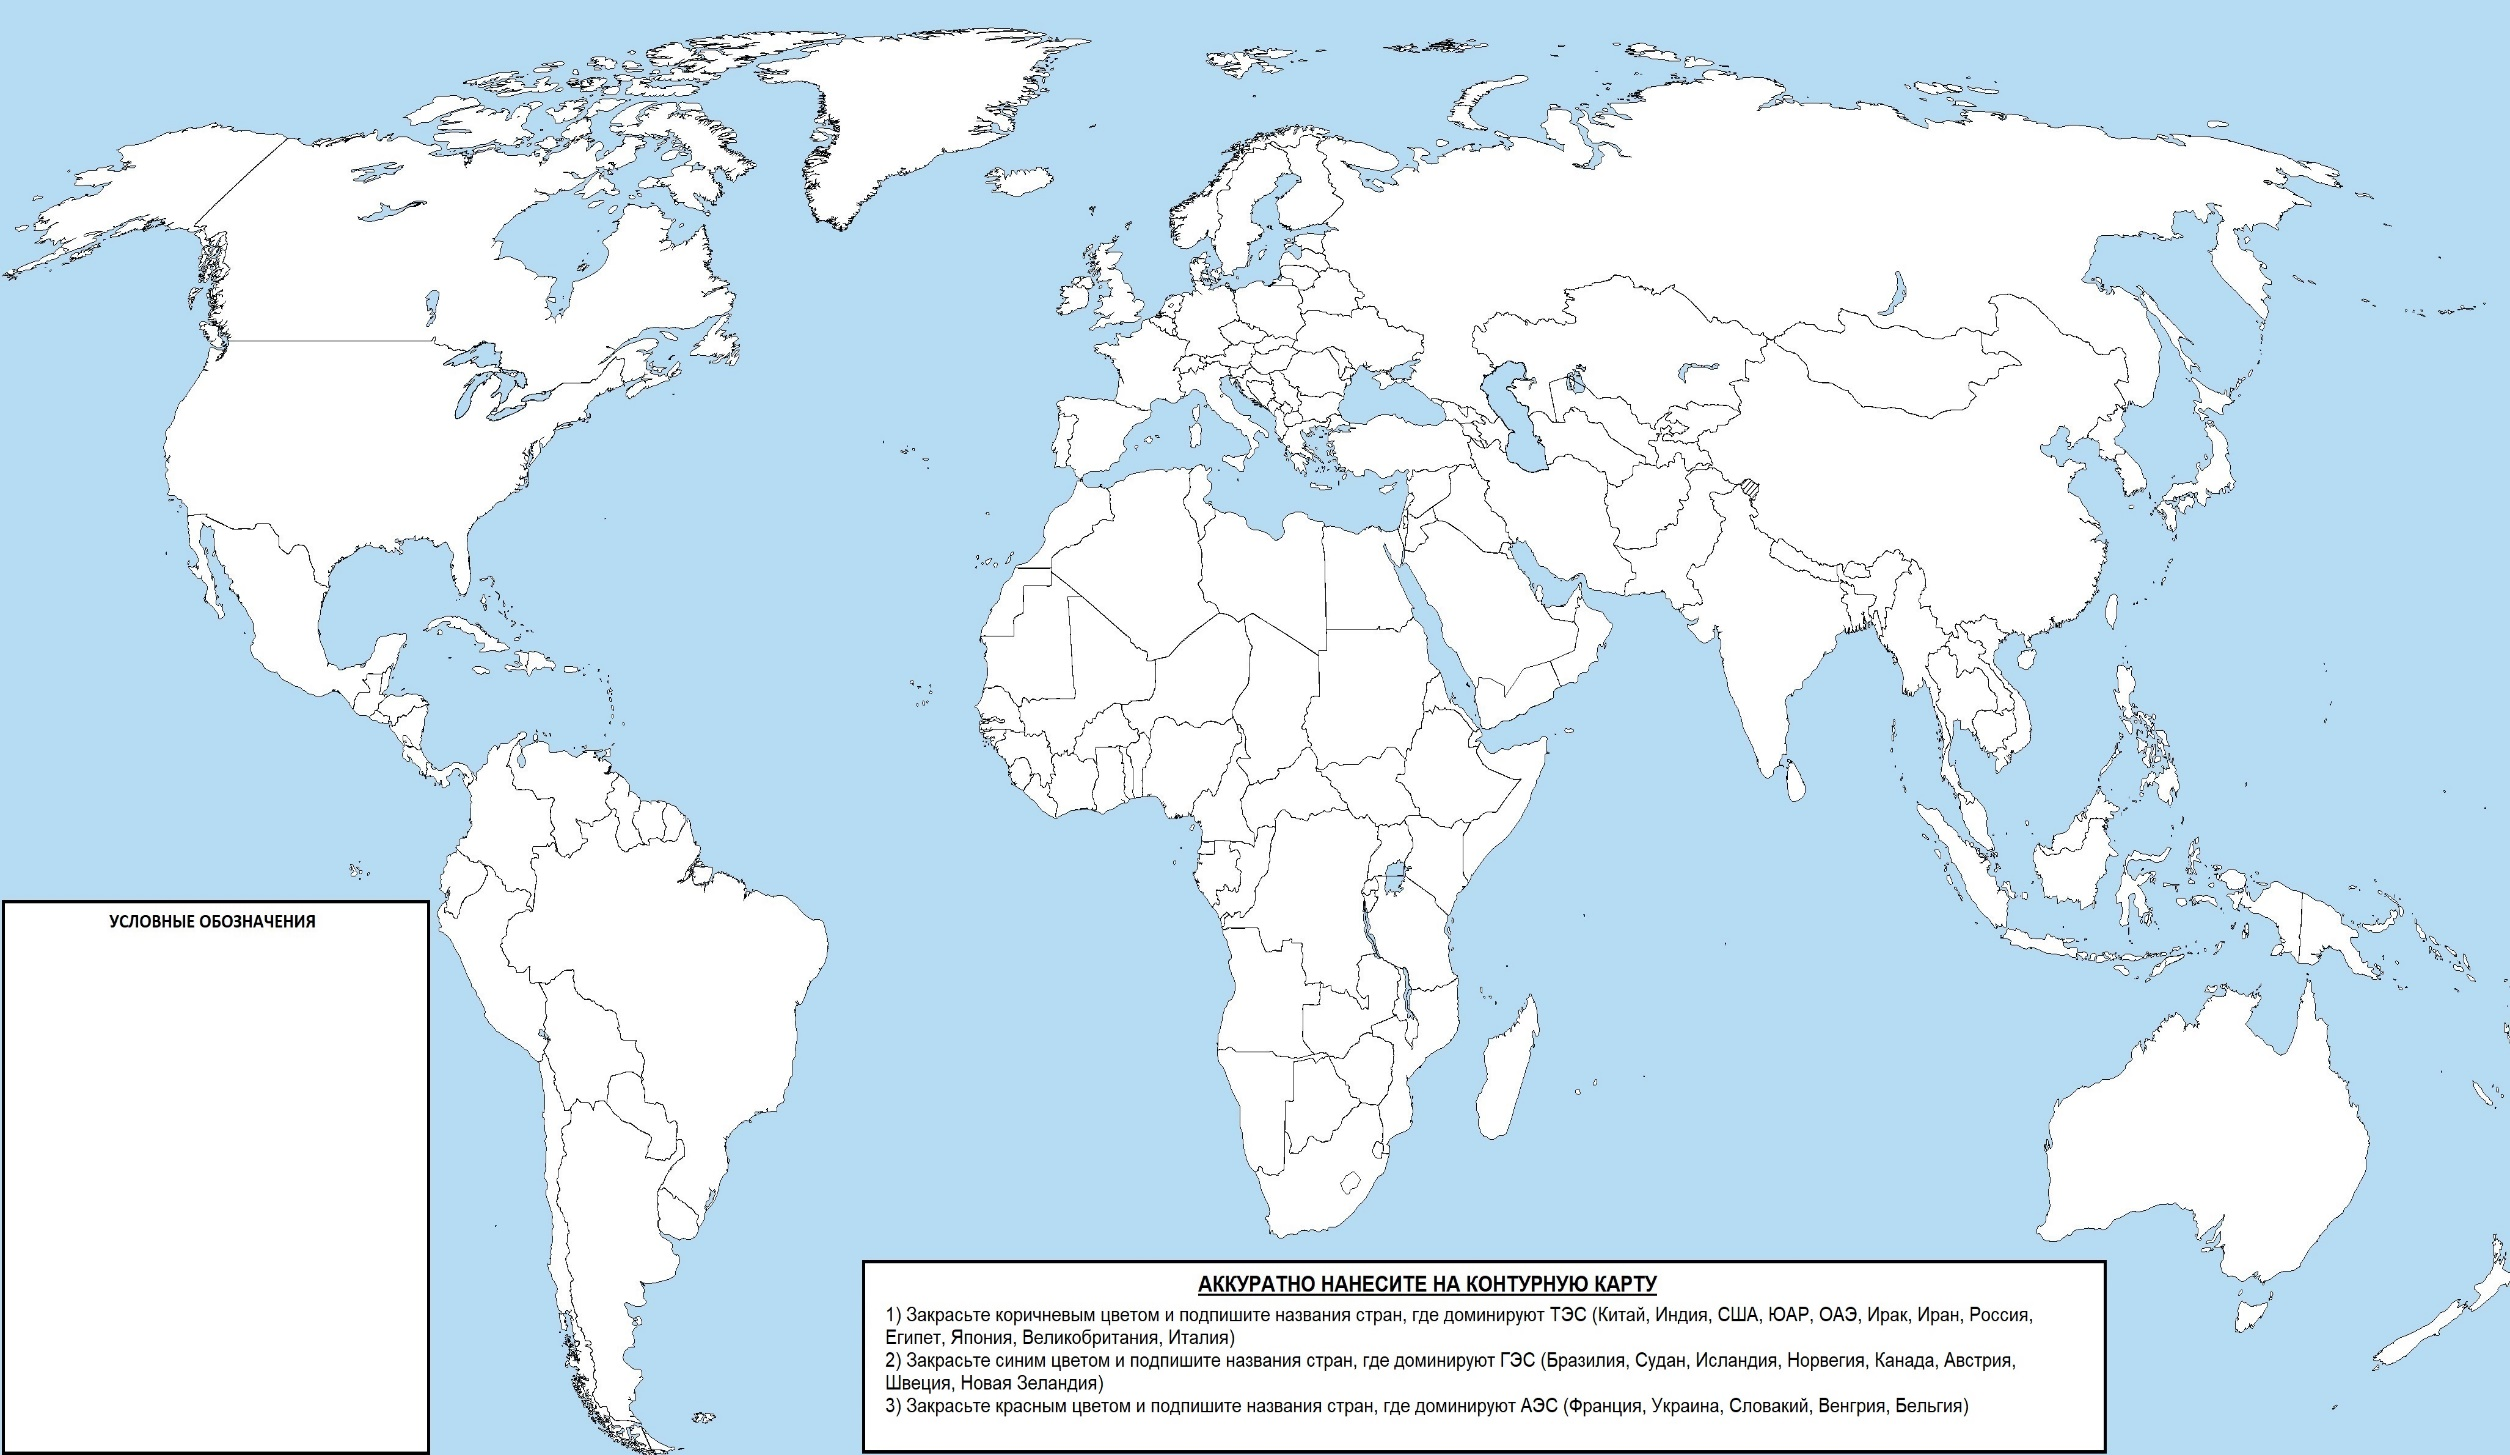 УСЛОВНЫЕ ОБОЗНАЧЕНИЯ
АККУРАТНО НАНЕСИТЕ НА КОНТУРНУЮ КАРТУ
1) Закрасьте коричневым цветом и подпишите названия стран, где доминируют ТЭС (Китай, Индия, США, ЮАР, ОАЭ, Ирак, Иран, Россия,
Египет, Япония, Великобритания, Италия)
2) Закрасьте синим цветом и подпишите названия стран, где доминируют ГЭС (Бразилия, Судан, Исландия, Норвегия, Канада, Австрия,
Швеция, Новая Зеландия)
3) Закрасьте красным цветом и подпишите названия стран, где доминируют АЭС (Франция, Украина, Словакий, Венгрия, Бельгия)